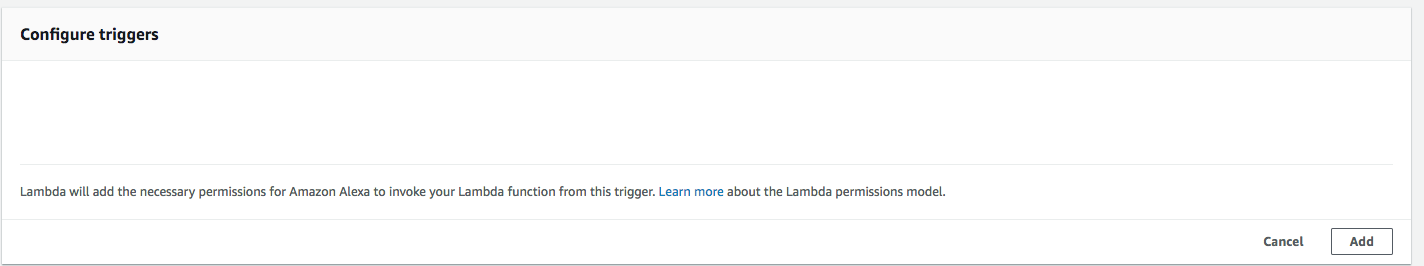 Configure triggers
Lambda will add the necessary permissions for Amazon Alexa to invoke your Lambda function from this trigger. Learn more about the Lambda permissions model.
Cancel
Add